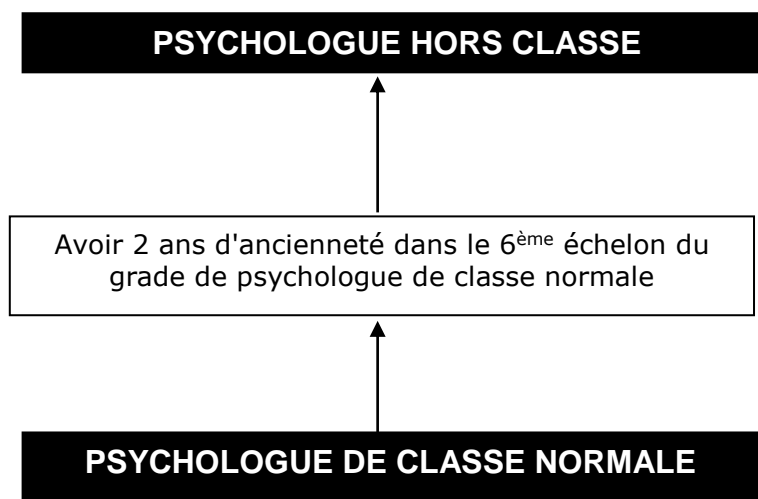 PSYCHOLOGUE HORS CLASSE
Avoir 2 ans d'ancienneté dans le 6ème échelon du
grade de psychologue de classe normale
PSYCHOLOGUE DE CLASSE NORMALE